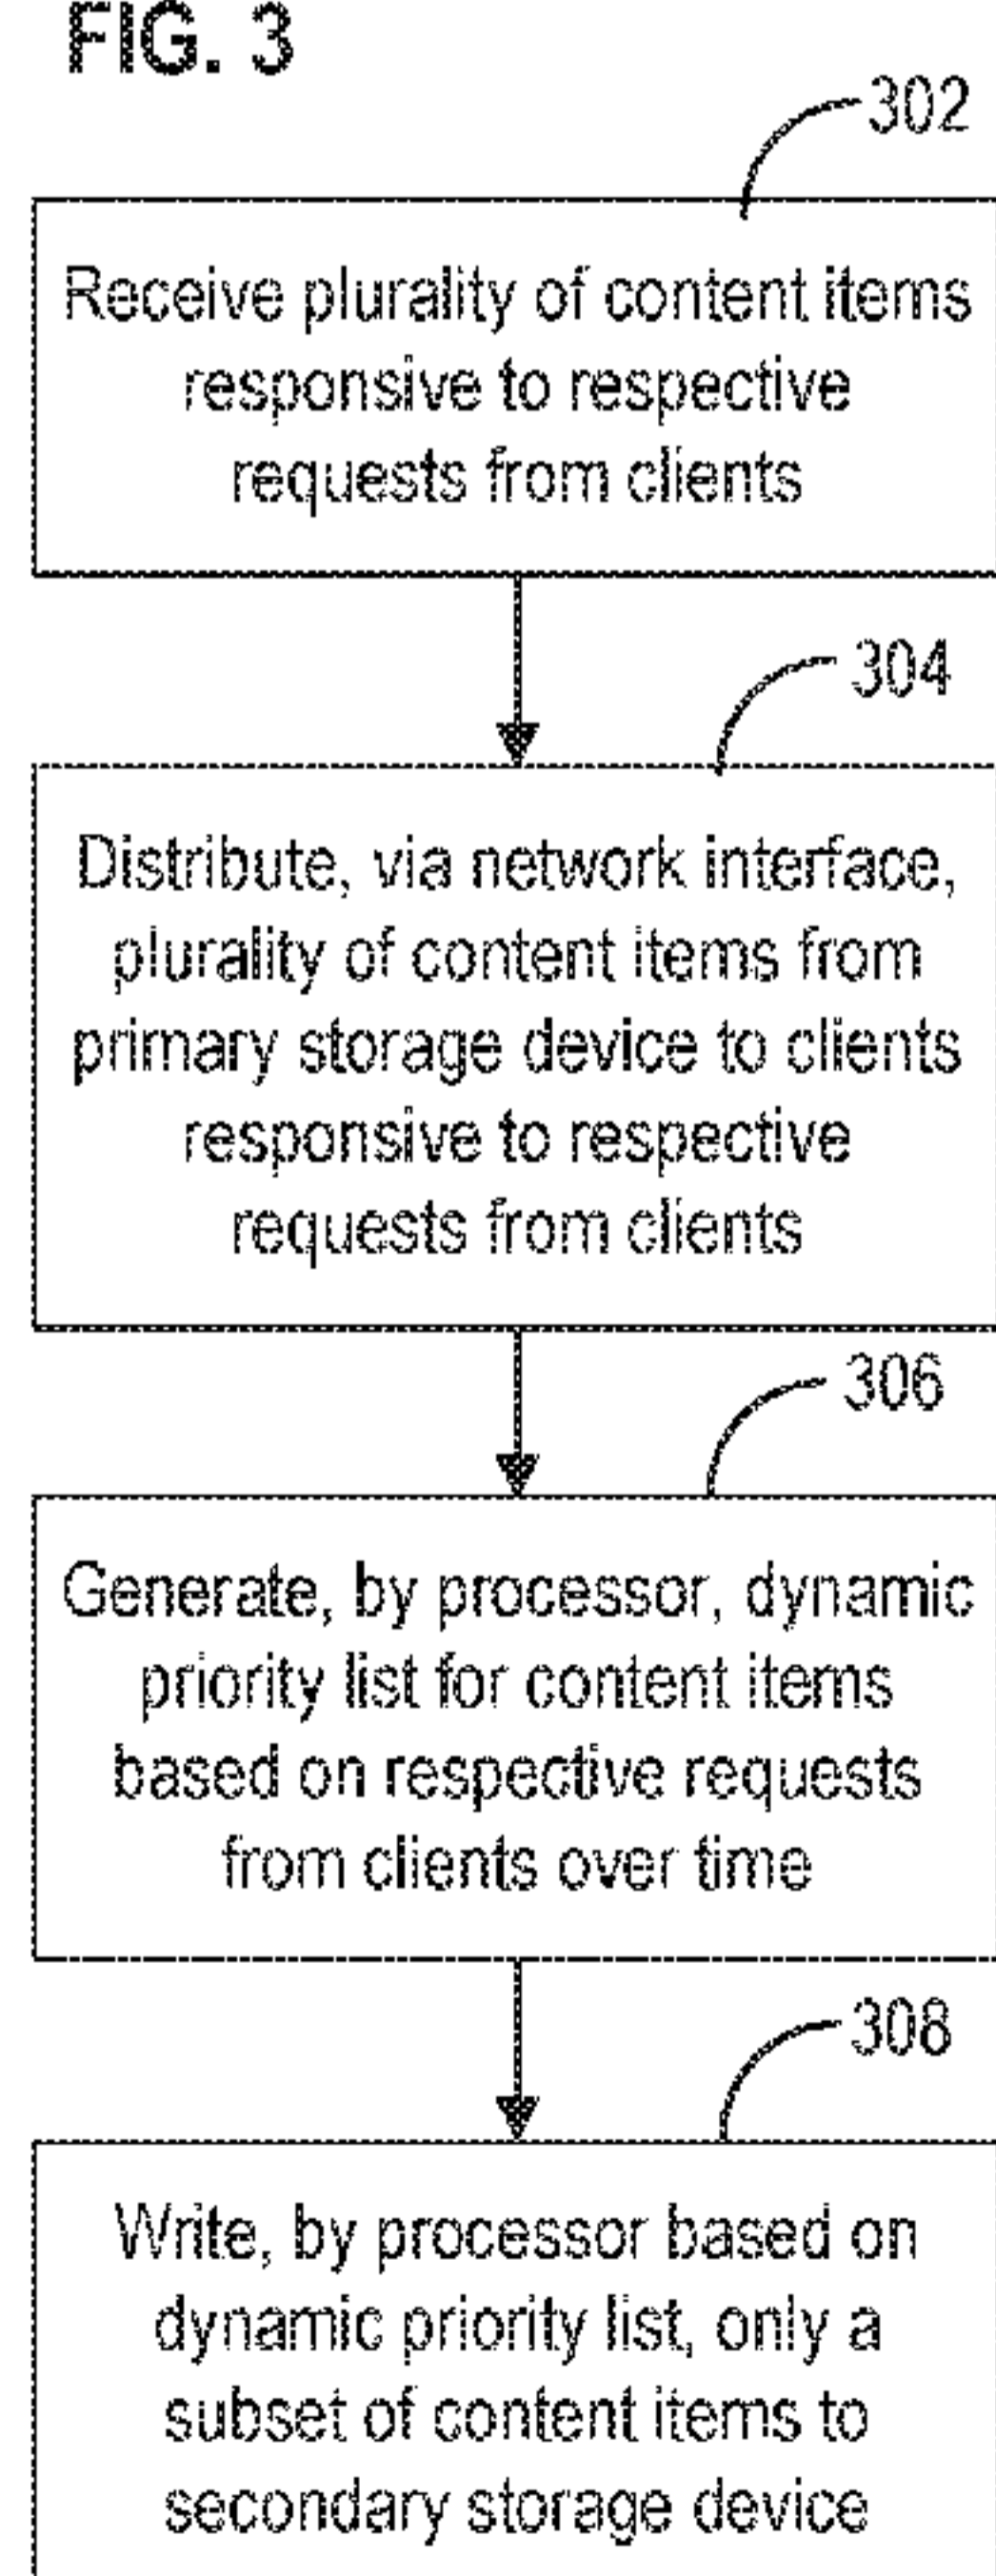 FIG. 3
302
Receive plurality of content items
responsive to respective
requests from clients
304
Distribute, via network interface,
plurality of content items from
primary storage device to clients
responsive to respective
requests from clients
306
Generate, by processor, dynamic
priority list for content items
based on respective requests
from clients over time
308
Write, by processor based on
dynamic priority list, only a
subset of content items to
secondary storage device